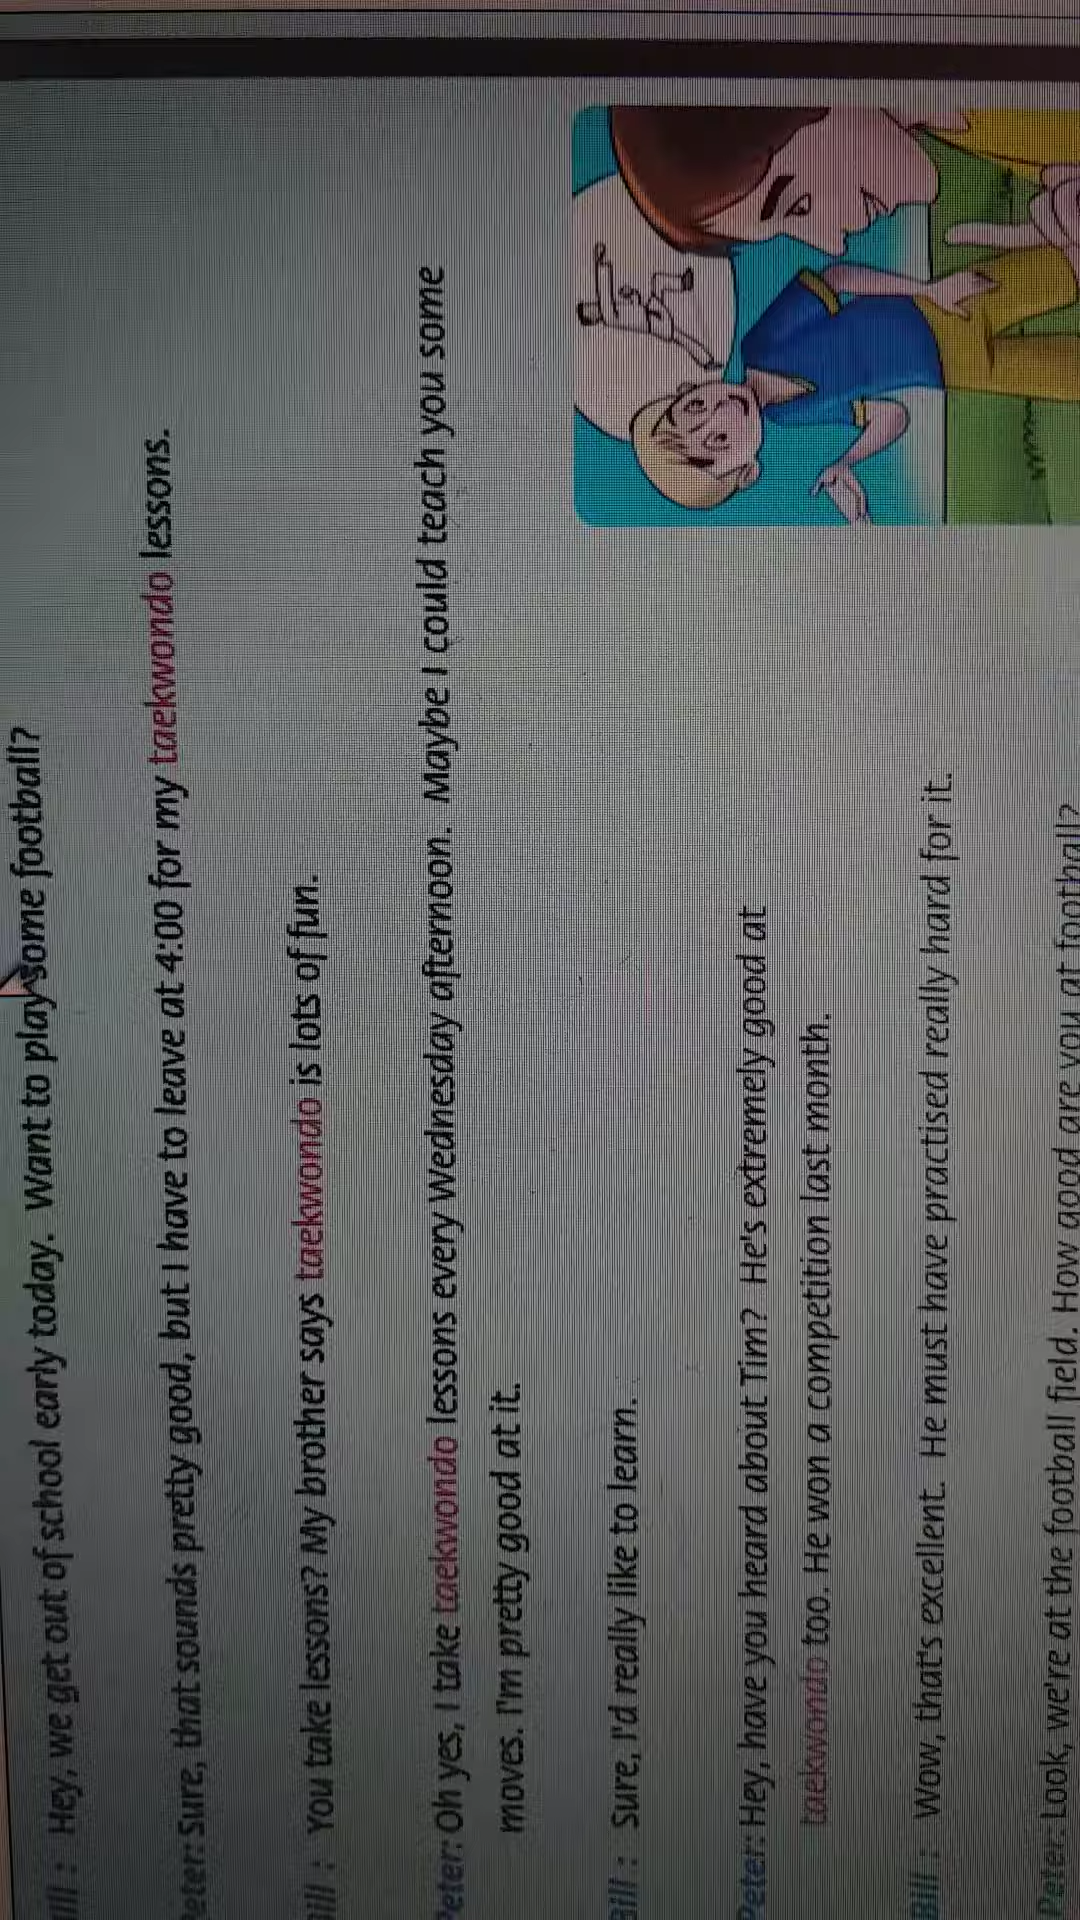 Bill : Hey, we get out of school early today. Want to play some football?
Peter: Sure, that sounds pretty good, but I have to leave at 4:00 for my taekwondo lessons.
Bill : You take lessons? My brother says taekwondo is lots of fun.
Peter: Oh yes, I take taekwondo lessons every Wednesday afternoon. Maybe I could teach you some
moves. I'm pretty good at it.
Bill : Sure, I'd really like to learn.
Peter: Hey, have you heard about Tim? He's extremely good at
taekwondo too. He won a competition last month.
Bill : Wow, that's excellent. He must have practised really hard for it.
Peter: Look, we're at the football field. How good are you at football?